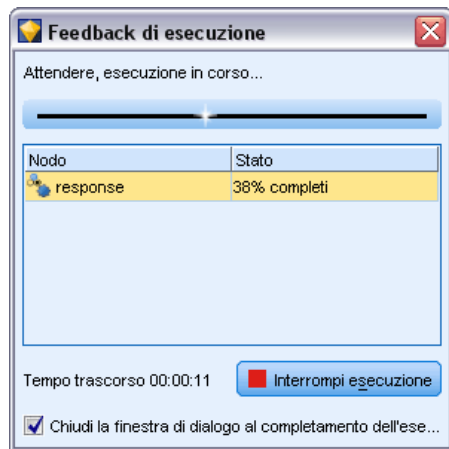 Feedback di esecuzione
Attendere, esecuzione in corso...
Nodo Stato
response 38% completi
Tempo trascorso 00:00:11 Interrompi esecuzione
Chiudi la finestra di dialogo al completamento dell'ese...